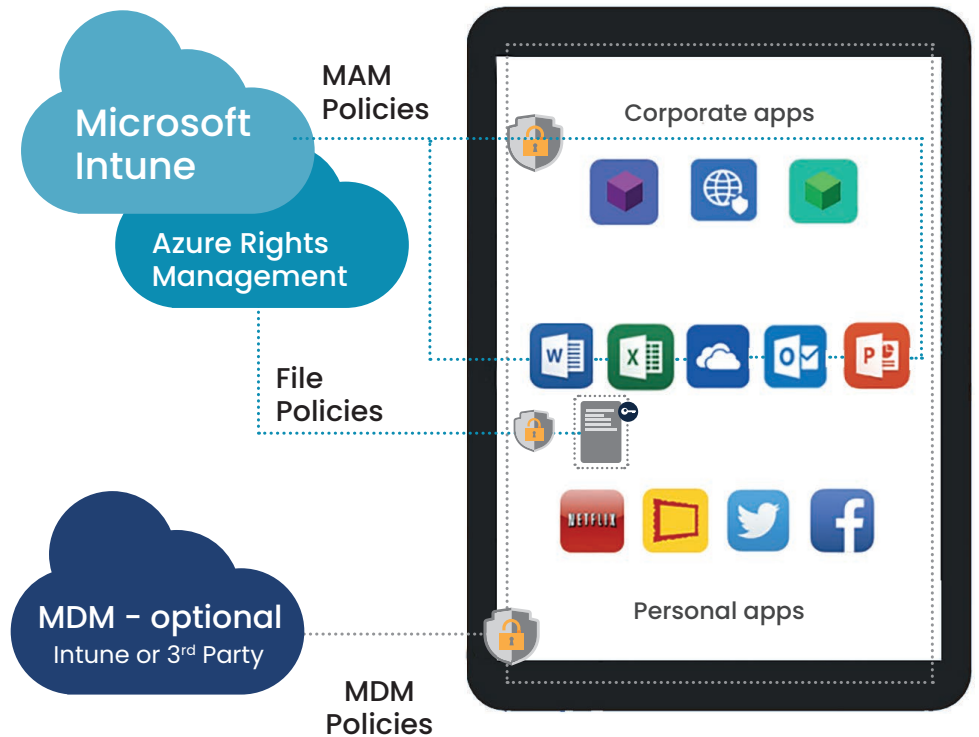 MAM
Policies
Microsoft
Intune
Corporate apps
Azure Rights
Management
W
X
O
P
File
Policies
NETFLIX
f
MDM - optional
Intune or 3rd Party
Personal apps
MDM
Policies